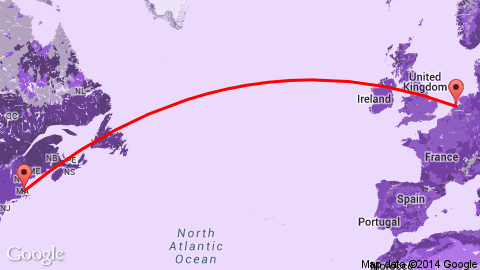 NL
QC
United
Kingdom
Ireland
NB
PE
ME
NS
MA
NJ
France
Spain
Portugal
North
Atlantic
Ocean
Morocco
Google
Map data ©2014 Google